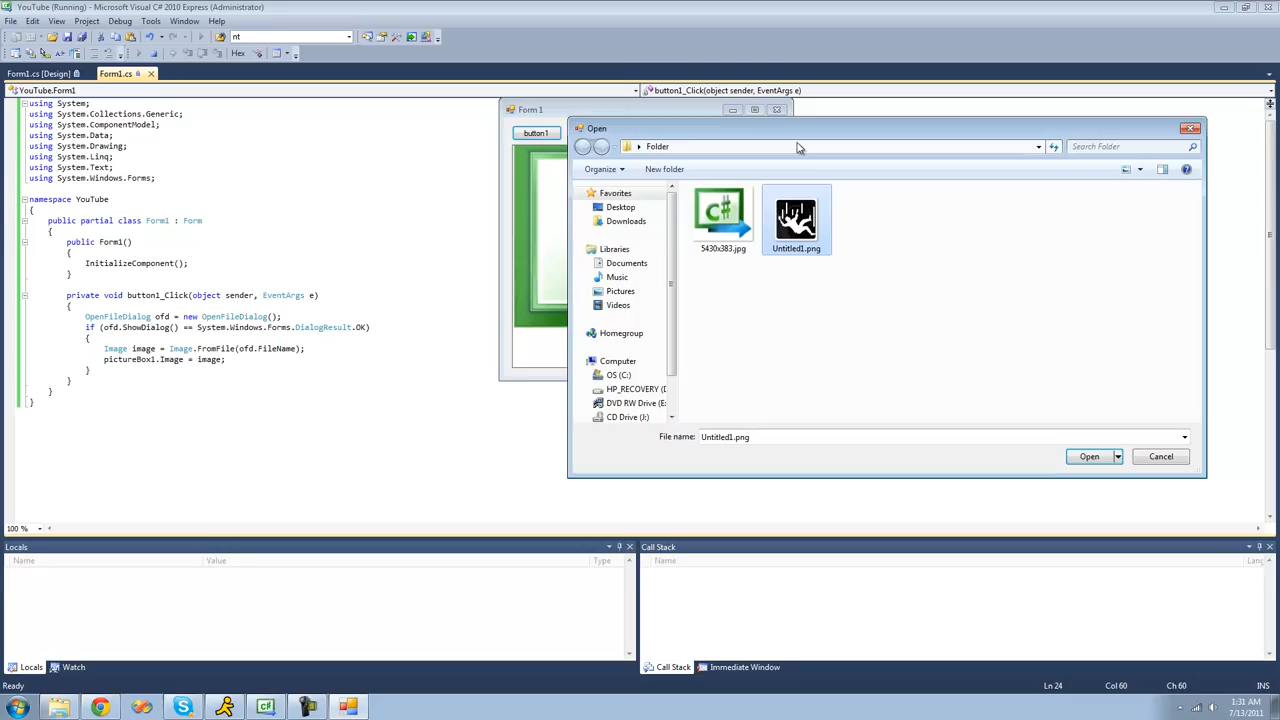 YouTube (Running) - Microsoft Visual C# 2010 Express (Administrator)
File Edit View Project Debug Tools Window Help
nt
Hex
Form1.cs [Design] Form1.cs
YouTube.Form1 button1_Click(object sender, EventArgs e)
using System;
using System.Collections.Generic;
using System.ComponentModel;
using System.Data;
using System.Drawing;
using System.Linq;
using System.Text;
using System.Windows.Forms;
namespace YouTube
{
public partial class Form1 : Form
{
public Form1()
{
InitializeComponent();
}
private void button1_Click(object sender, EventArgs e)
{
OpenFileDialog ofd = new OpenFileDialog();
if (ofd.ShowDialog() == System.Windows.Forms.DialogResult.OK)
{
Image image = Image.FromFile(ofd.FileName);
pictureBox1.Image = image;
}
}
}
}
Form 1
button1
Open
Folder
Search Folder
Organize New folder
Favorites
Desktop
Downloads
Libraries
Documents
Music
Pictures
Videos
Homegroup
Computer
OS (C:)
HP_RECOVERY (D
DVD RW Drive (E:
CD Drive (J:)
C#
5430x383.jpg Untitled1.png
File name: Untitled1.png
Open Cancel
100 %
Locals
Name Value Type
Call Stack
Name Lang
Locals Watch
Call Stack Immediate Window
Ready Ln 24 Col 60 Ch 60 INS
1:31 AM
7/13/2011